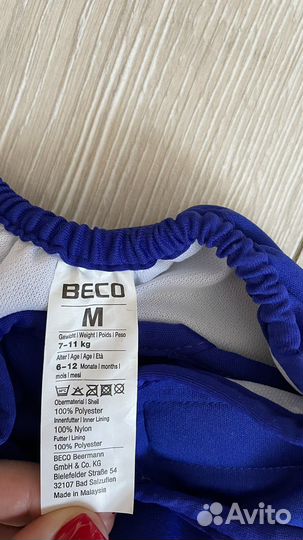 BECO
M
Gewicht | Weight | Poids | Peso
7-11 kg
Alter | Age | Age | Età
6-12 Monate | months |
mois | mesi
Obermaterial | Shell
100% Polyester
Innenfutter | Inner Lining
100% Nylon
Futter | Lining
100% Polyester
BECO Beermann
GmbH & Co. KG
Bielefelder Straße 54
32107 Bad Salzuflen
Made in Malaysia
Avito